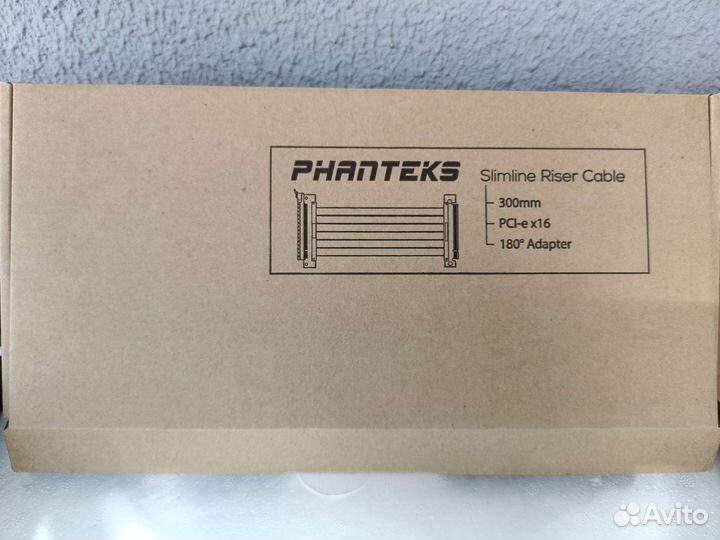 PHANTEKS Slimline Riser Cable
300mm
PCI-e x16
180° Adapter
Avito